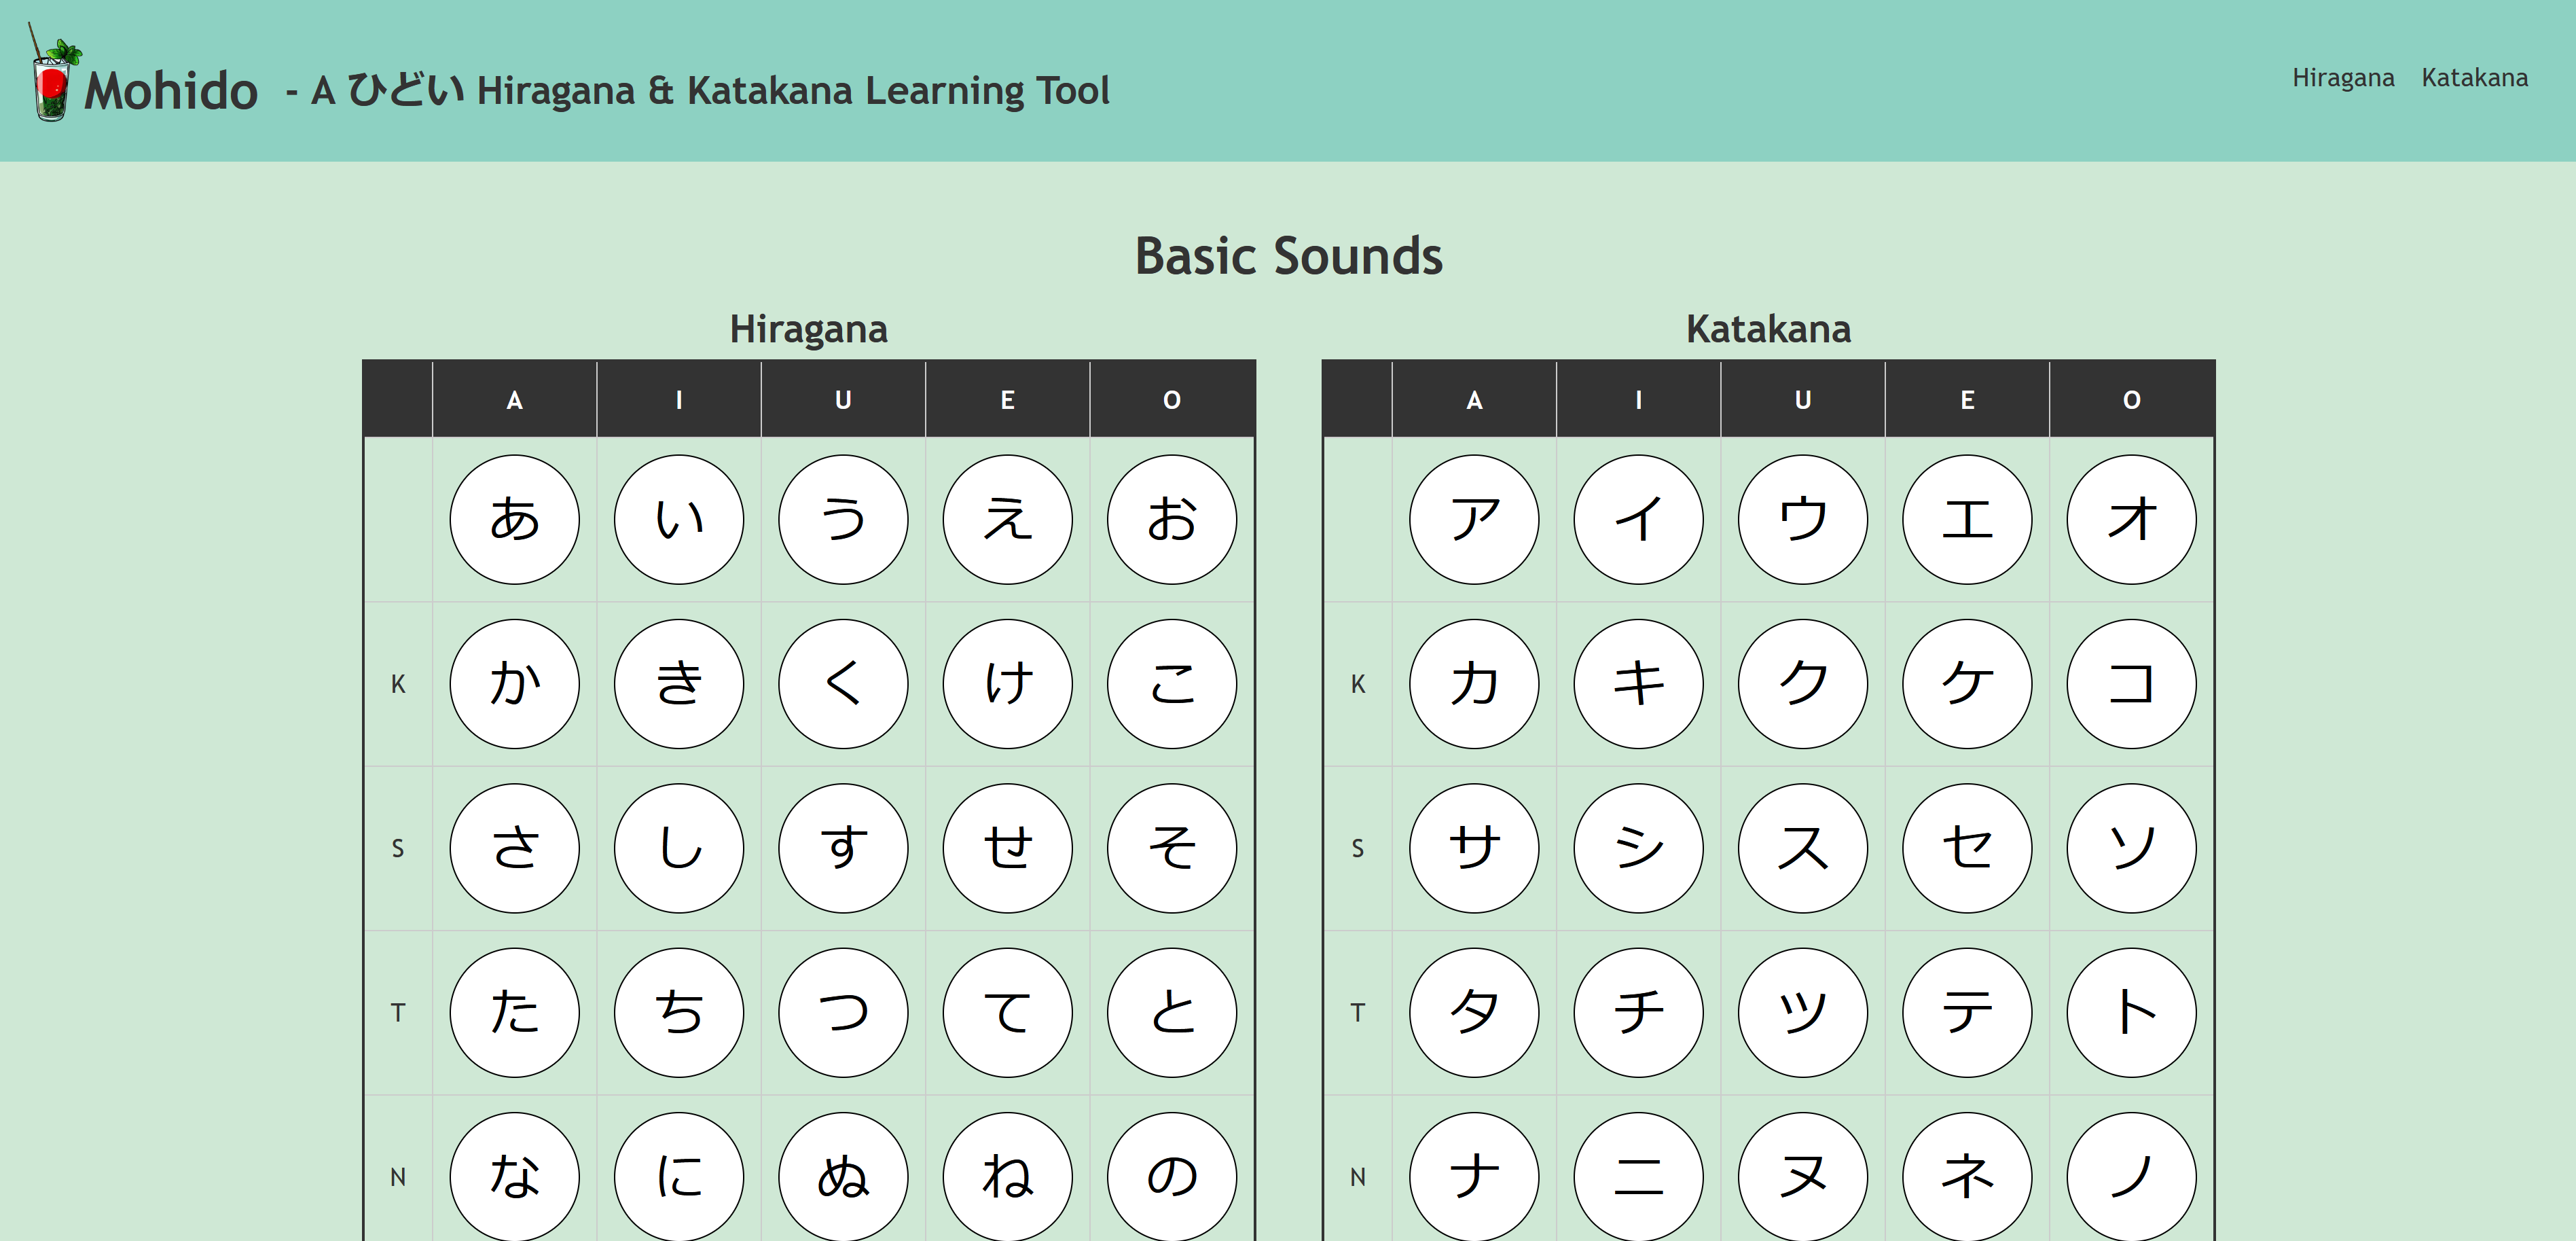 Mohido - A ひどい Hiragana & Katakana Learning Tool
Hiragana Katakana
Basic Sounds
Hiragana
A I U E O
あ い う え お
K か き く け こ
S さ し す せ そ
T た ち つ て と
N な に ぬ ね の
Katakana
A I U E O
ア イ ウ エ オ
K カ キ ク ケ コ
S サ シ ス セ ソ
T タ チ ツ テ ト
N ナ ニ ヌ ネ ノ